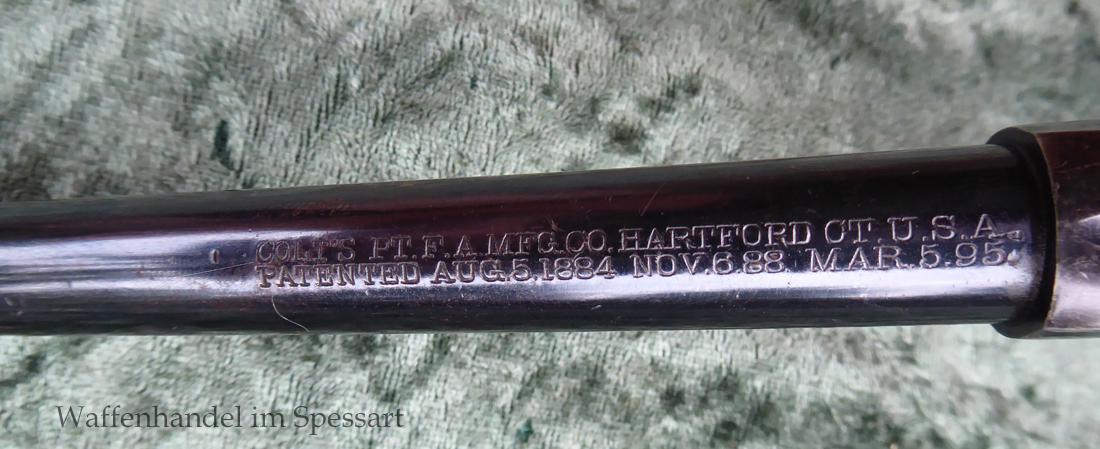 COLT'S PT. F. A. MFG. CO. HARTFORD CT. U. S. A.
PATENTED AUG. 5. 1884 NOV. 6. 88 MAR. 5. 95.
Waffenhandel im Spessart